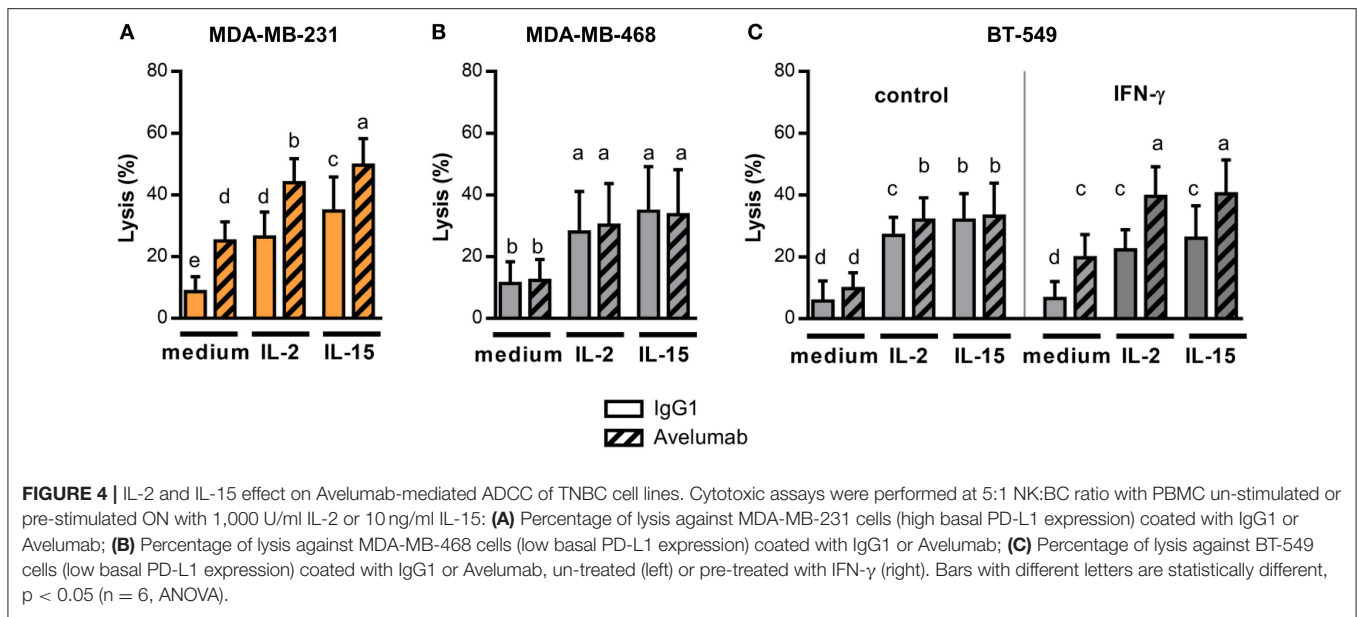 A MDA-MB-231 B MDA-MB-468 C BT-549
80
60
40
20
0
Lysis (%)
e d d b c a
medium IL-2 IL-15
80
60
40
20
0
Lysis (%)
b b a a a a
medium IL-2 IL-15
80
60
40
20
0
Lysis (%)
control
d d c b b b
medium IL-2 IL-15
IFN-γ
d c c a c a
medium IL-2 IL-15
IgG1
Avelumab
FIGURE 4 | IL-2 and IL-15 effect on Avelumab-mediated ADCC of TNBC cell lines. Cytotoxic assays were performed at 5:1 NK:BC ratio with PBMC un-stimulated or
pre-stimulated ON with 1,000 U/ml IL-2 or 10 ng/ml IL-15: (A) Percentage of lysis against MDA-MB-231 cells (high basal PD-L1 expression) coated with IgG1 or
Avelumab; (B) Percentage of lysis against MDA-MB-468 cells (low basal PD-L1 expression) coated with IgG1 or Avelumab; (C) Percentage of lysis against BT-549
cells (low basal PD-L1 expression) coated with IgG1 or Avelumab, un-treated (left) or pre-treated with IFN-γ (right). Bars with different letters are statistically different,
p < 0.05 (n = 6, ANOVA).